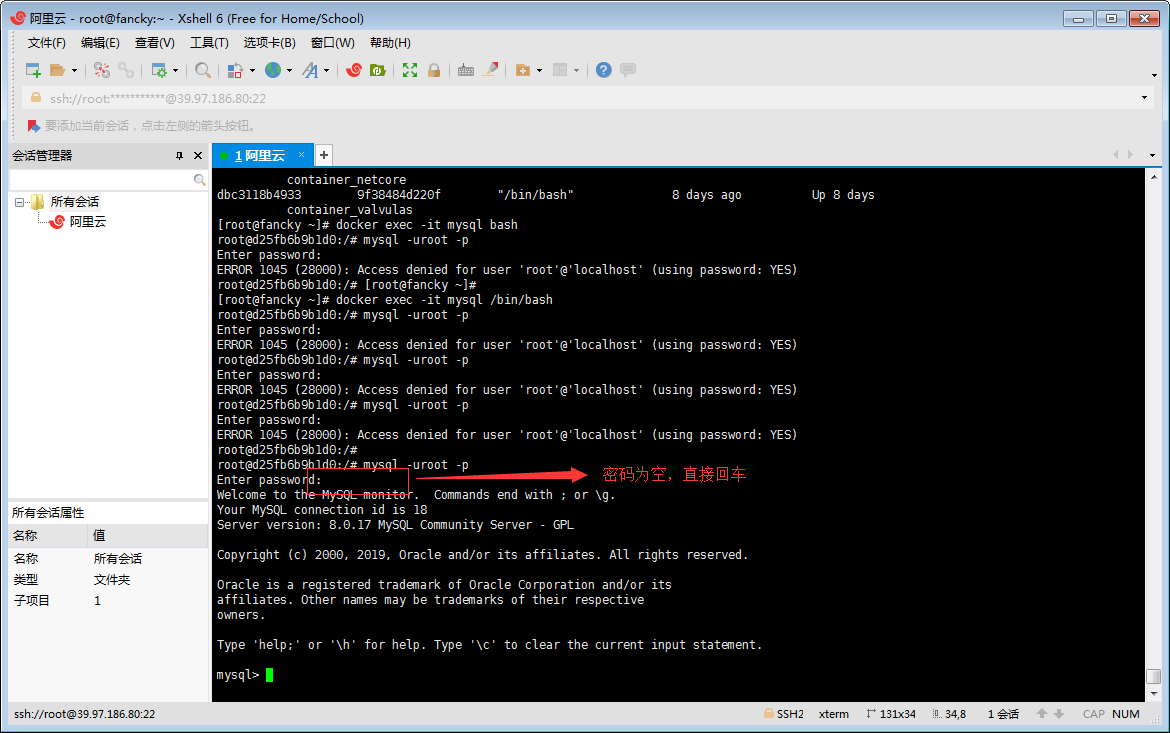 阿里云 - root@fancky:~ - Xshell 6 (Free for Home/School)
文件(F) 编辑(E) 查看(V) 工具(T) 选项卡(B) 窗口(W) 帮助(H)
ssh://root:***********@39.97.186.80:22
要添加当前会话，点击左侧的箭头按钮。
会话管理器
所有会话
阿里云
所有会话属性
名称 值
名称 所有会话
类型 文件夹
子项目 1
1 阿里云
container_netcore
dbc3118b4933 9f38484d220f "/bin/bash" 8 days ago Up 8 days
container_valvulas
[root@fancky ~]# docker exec -it mysql bash
root@d25fb6b9b1d0:/# mysql -uroot -p
Enter password:
ERROR 1045 (28000): Access denied for user 'root'@'localhost' (using password: YES)
root@d25fb6b9b1d0:/# [root@fancky ~]#
[root@fancky ~]# docker exec -it mysql /bin/bash
root@d25fb6b9b1d0:/# mysql -uroot -p
Enter password:
ERROR 1045 (28000): Access denied for user 'root'@'localhost' (using password: YES)
root@d25fb6b9b1d0:/# mysql -uroot -p
Enter password:
ERROR 1045 (28000): Access denied for user 'root'@'localhost' (using password: YES)
root@d25fb6b9b1d0:/# mysql -uroot -p
Enter password:
ERROR 1045 (28000): Access denied for user 'root'@'localhost' (using password: YES)
root@d25fb6b9b1d0:/#
root@d25fb6b9b1d0:/# mysql -uroot -p
Enter password:
密码为空，直接回车
Welcome to the MySQL monitor.  Commands end with ; or \g.
Your MySQL connection id is 18
Server version: 8.0.17 MySQL Community Server - GPL
Copyright (c) 2000, 2019, Oracle and/or its affiliates. All rights reserved.
Oracle is a registered trademark of Oracle Corporation and/or its
affiliates. Other names may be trademarks of their respective
owners.
Type 'help;' or '\h' for help. Type '\c' to clear the current input statement.
mysql>
ssh://root@39.97.186.80:22 SSH2 xterm 131x34 34,8 1 会话 CAP NUM